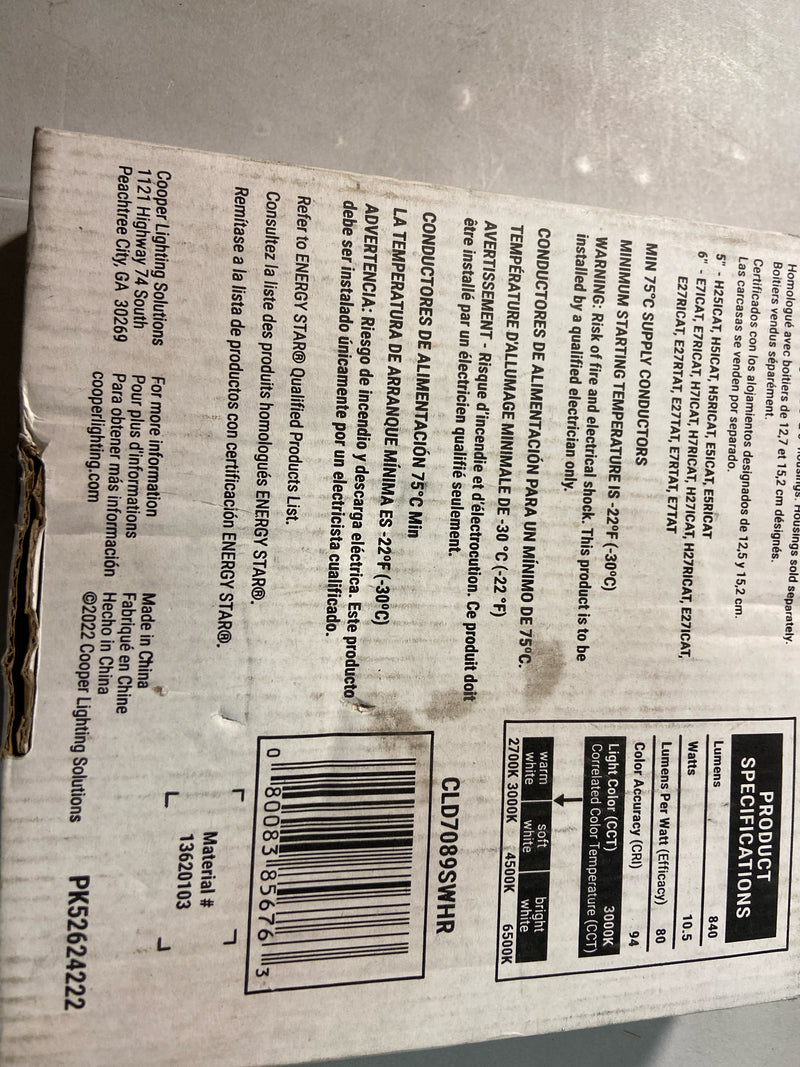 housings. Housings sold separately.
Homologué avec boitiers de 12,7 et 15,2 cm désignés.
Boitiers vendus séparément.
Certificados con los alojamientos designados de 12,5 y 15,2 cm.
Las carcasas se venden por separado.
5" - H25ICAT, H5ICAT, H5RICAT, E5ICAT, E5RICAT
6" - E7ICAT, E7RICAT, H7ICAT, H7RICAT, H27ICAT, H27RICAT, E27ICAT,
E27RICAT, E27RTAT, E27TAT, E7RTAT, E7TAT
MIN 75°C SUPPLY CONDUCTORS
MINIMUM STARTING TEMPERATURE IS -22°F (-30°C)
WARNING: Risk of fire and electrical shock. This product is to be
installed by a qualified electrician only.
CONDUCTORES DE ALIMENTACIÓN PARA UN MÍNIMO DE 75°C.
TEMPÉRATURE D'ALLUMAGE MINIMALE DE -30 °C (-22 °F)
AVERTISSEMENT - Risque d'incendie et d'électrocution. Ce produit doit
être installé par un électricien qualifié seulement.
CONDUCTORES DE ALIMENTACIÓN 75°C Min
LA TEMPERATURA DE ARRANQUE MÍNIMA ES -22°F (-30°C)
ADVERTENCIA: Riesgo de incendio y descarga eléctrica. Este producto
debe ser instalado únicamente por un electricista cualificado.
Refer to ENERGY STAR® Qualified Products List.
Consultez la liste des produits homologués ENERGY STAR®.
Remítase a la lista de productos con certificación ENERGY STAR®.
Cooper Lighting Solutions
1121 Highway 74 South
Peachtree City, GA 30269
For more information
Pour plus d'informations
Para obtener más información
cooperlighting.com
Made in China
Fabriqué en Chine
Hecho in China
©2022 Cooper Lighting Solutions
PRODUCT
SPECIFICATIONS
Lumens 840
Watts 10.5
Lumens Per Watt (Efficacy) 80
Color Accuracy (CRI) 94
Light Color (CCT) 3000K
Correlated Color Temperature (CCT)
warm white soft white bright white
2700K 3000K 4500K 6500K
CLD7089SWHR
0 80083 85676 3
Material #
13620103
PK52624222